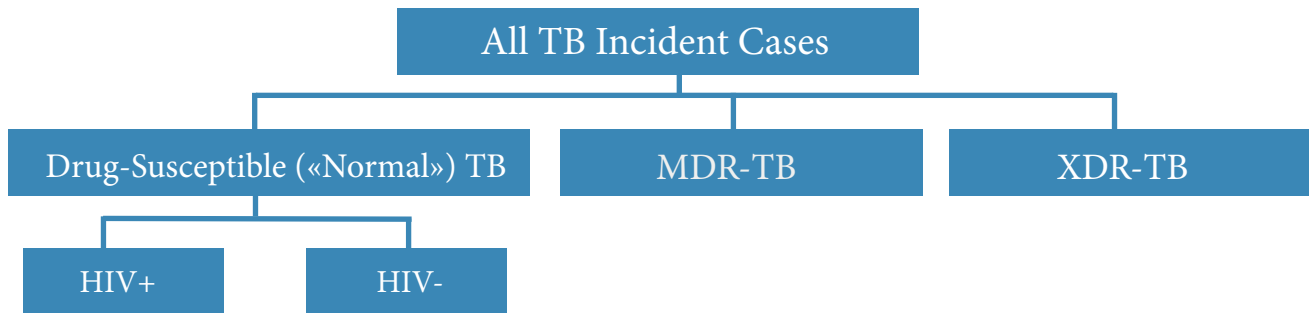 All TB Incident Cases
Drug-Susceptible («Normal») TB
MDR-TB
XDR-TB
HIV+
HIV-